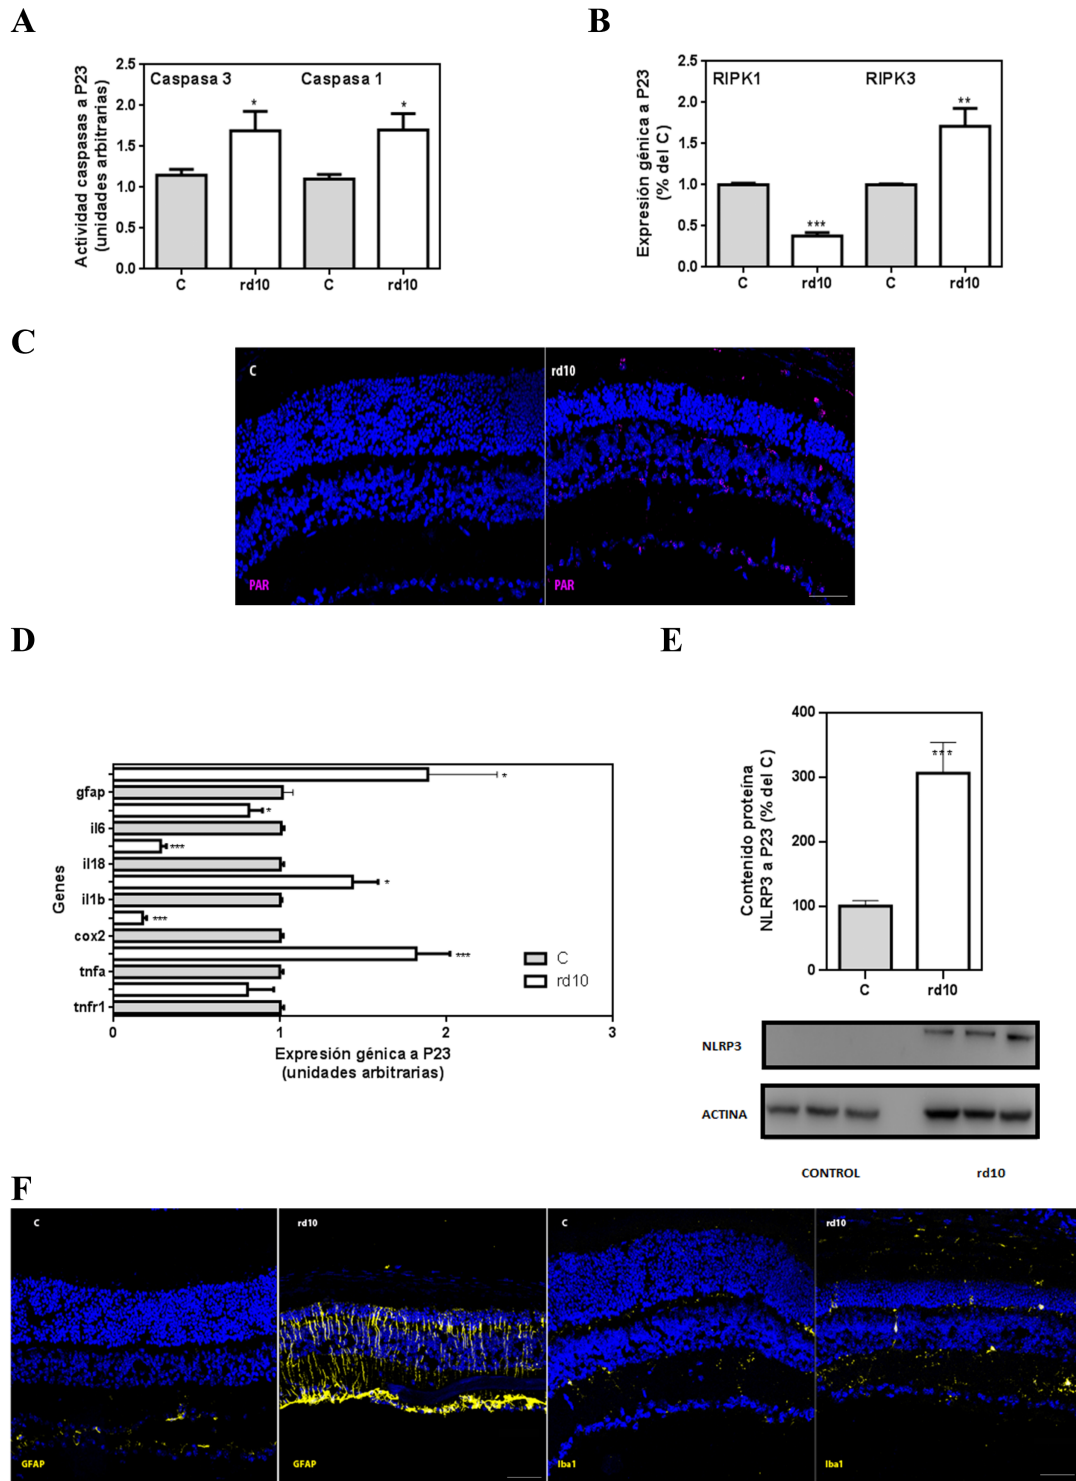 A
B
Actividad caspasas a P23
(unidades arbitrarias)
2.5
2.0
1.5
1.0
0.5
0.0
Caspasa 3
Caspasa 1
*
*
C
rd10
C
rd10
Expresión génica a P23
(% del C)
2.5
2.0
1.5
1.0
0.5
0.0
RIPK1
RIPK3
***
**
C
rd10
C
rd10
C
C
rd10
PAR
PAR
D
E
Genes
*
gfap
*
il6
***
il18
*
il1b
***
cox2
***
tnfa
tnfr1
C
rd10
0
1
2
3
Expresión génica a P23
(unidades arbitrarias)
Contenido proteína
NLRP3 a P23 (% del C)
400
300
200
100
0
***
C
rd10
NLRP3
ACTINA
CONTROL
rd10
F
C
rd10
C
rd10
GFAP
GFAP
Iba1
Iba1